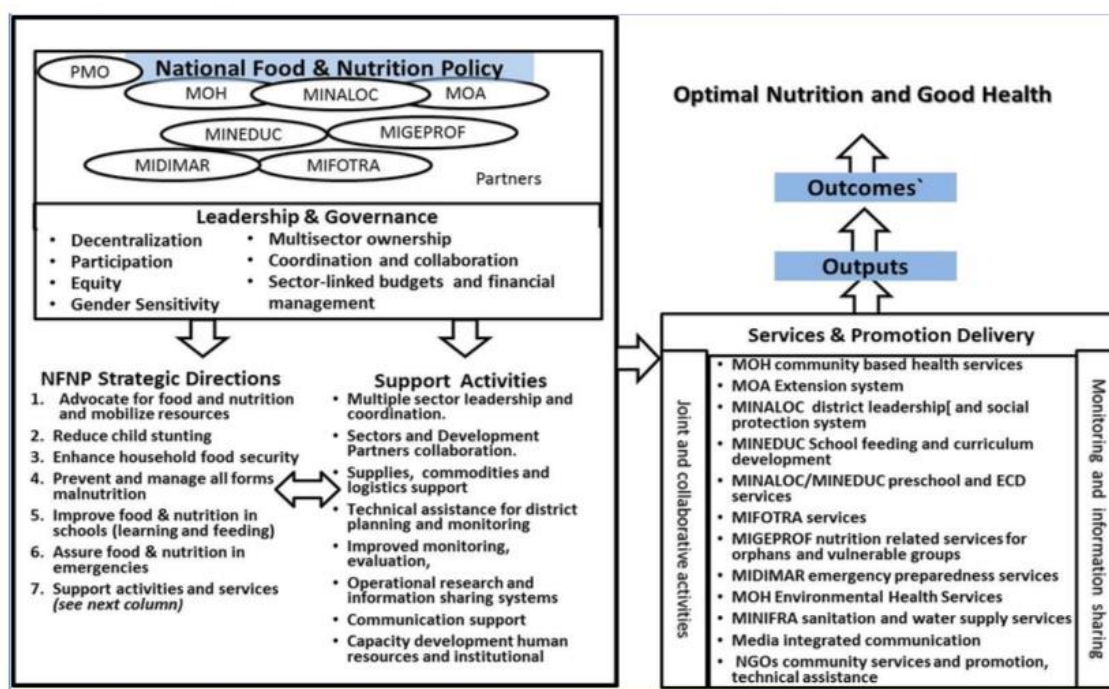 PMO
National Food & Nutrition Policy
MOH
MINALOC
MOA
MINEDUC
MIGEPROF
MIDIMAR
MIFOTRA
Partners
Leadership & Governance
• Decentralization
• Participation
• Equity
• Gender Sensitivity
• Multisector ownership
• Coordination and collaboration
• Sector-linked budgets and financial
management
NFNP Strategic Directions
1. Advocate for food and nutrition
and mobilize resources
2. Reduce child stunting
3. Enhance household food security
4. Prevent and manage all forms
malnutrition
5. Improve food & nutrition in
schools (learning and feeding)
6. Assure food & nutrition in
emergencies
7. Support activities and services
(see next column)
Support Activities
• Multiple sector leadership and
coordination.
• Sectors and Development
Partners collaboration.
• Supplies, commodities and
logistics support
• Technical assistance for district
planning and monitoring
• Improved monitoring,
evaluation,
• Operational research and
information sharing systems
• Communication support
• Capacity development human
resources and institutional
Optimal Nutrition and Good Health
Outcomes`
Outputs
Services & Promotion Delivery
Joint and collaborative activities
• MOH community based health services
• MOA Extension system
• MINALOC district leadership[ and social
protection system
• MINEDUC School feeding and curriculum
development
• MINALOC/MINEDUC preschool and ECD
services
• MIFOTRA services
• MIGEPROF nutrition related services for
orphans and vulnerable groups
• MIDIMAR emergency preparedness services
• MOH Environmental Health Services
• MINIFRA sanitation and water supply services
• Media integrated communication
• NGOs community services and promotion,
technical assistance
Monitoring and information sharing